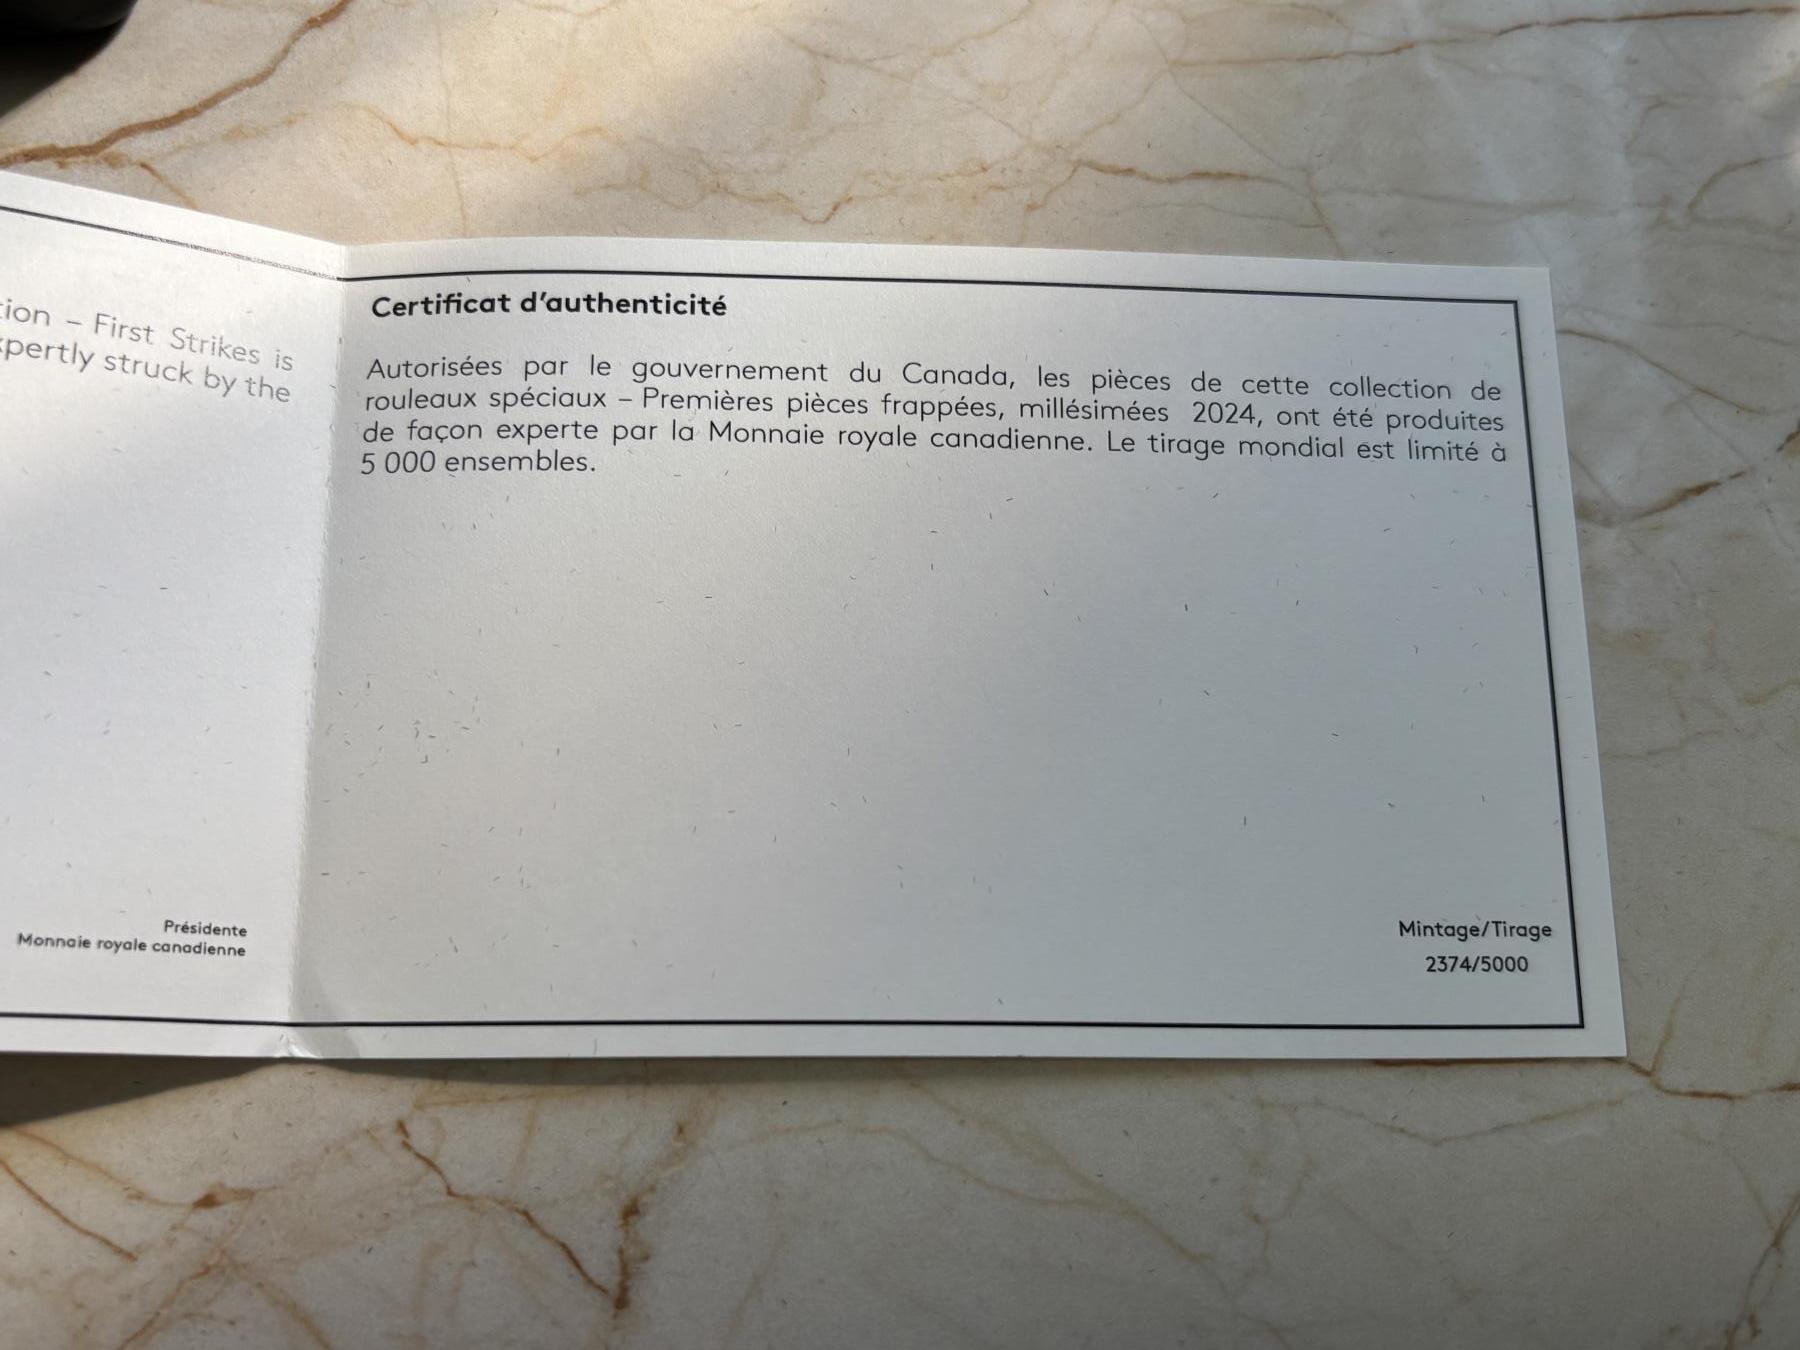 – First Strikes is
struck by the
Présidente
Monnaie royale canadienne
Certificat d'authenticité
Autorisées par le gouvernement du Canada, les pièces de cette collection de
rouleaux spéciaux – Premières pièces frappées, millésimées 2024, ont été produites
de façon experte par la Monnaie royale canadienne. Le tirage mondial est limité à
5 000 ensembles.
Mintage/Tirage
2374/5000